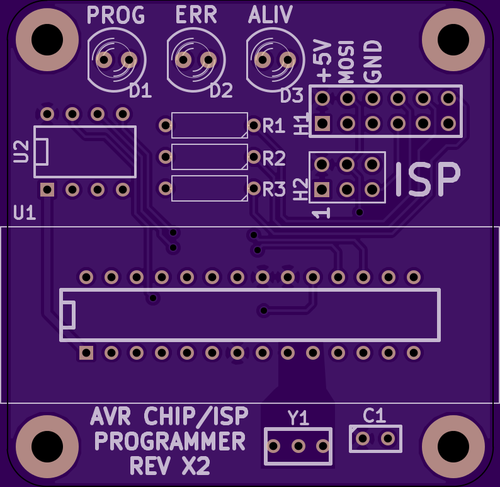 PROG ERR ALIV
+5V
MOSI
GND
D1 D2 D3
H1
U2
R1
R2
R3
H2
ISP
1
U1
Y1 C1
AVR CHIP/ISP
PROGRAMMER
REV X2